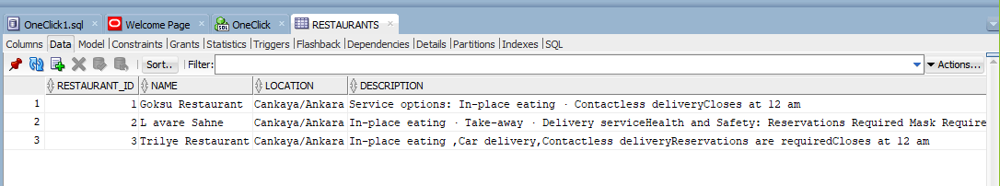 OneClick1.sql Welcome Page OneClick RESTAURANTS
Columns Data Model Constraints Grants Statistics Triggers Flashback Dependencies Details Partitions Indexes SQL
Sort.. Filter: Actions...
RESTAURANT_ID NAME LOCATION DESCRIPTION
1 1 Goksu Restaurant Cankaya/Ankara Service options: In-place eating · Contactless deliveryCloses at 12 am
2 2 L avare Sahne Cankaya/Ankara In-place eating · Take-away · Delivery serviceHealth and Safety: Reservations Required Mask Require
3 3 Trilye Restaurant Cankaya/Ankara In-place eating ,Car delivery,Contactless deliveryReservations are requiredCloses at 12 am